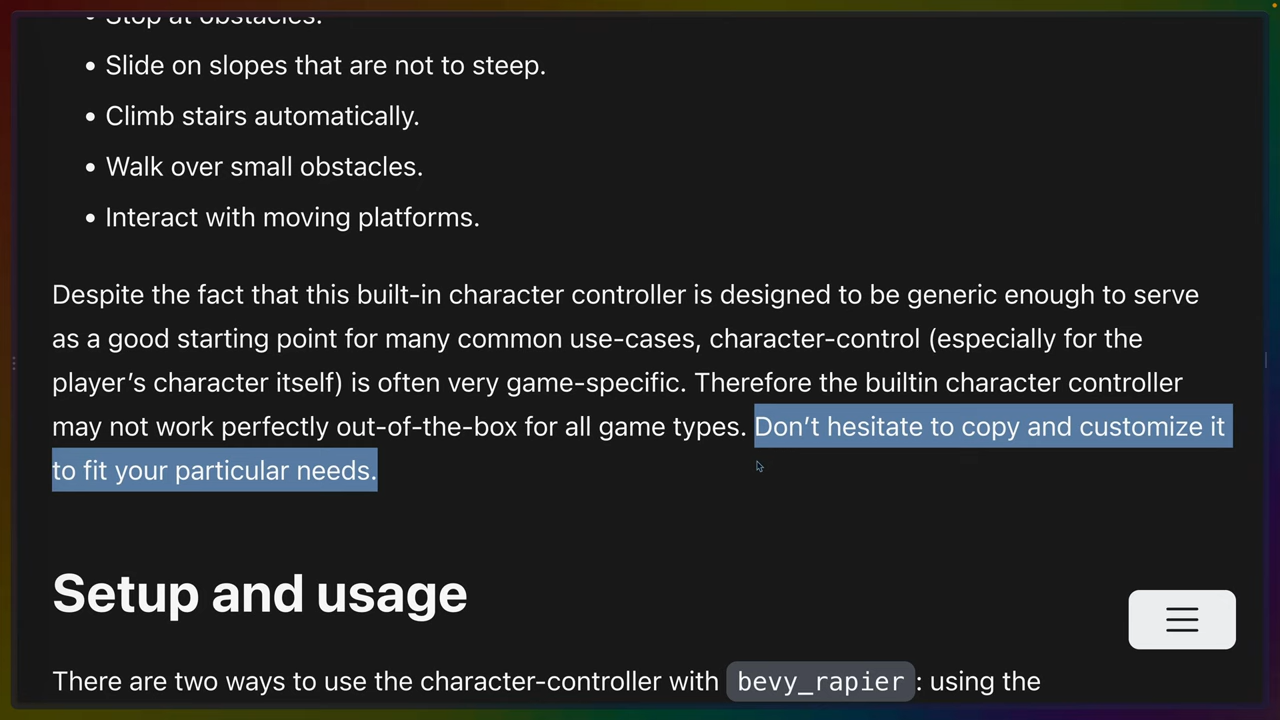 • Stop at obstacles.
• Slide on slopes that are not to steep.
• Climb stairs automatically.
• Walk over small obstacles.
• Interact with moving platforms.
Despite the fact that this built-in character controller is designed to be generic enough to serve
as a good starting point for many common use-cases, character-control (especially for the
player’s character itself) is often very game-specific. Therefore the builtin character controller
may not work perfectly out-of-the-box for all game types. Don’t hesitate to copy and customize it
to fit your particular needs.
Setup and usage
There are two ways to use the character-controller with bevy_rapier: using the